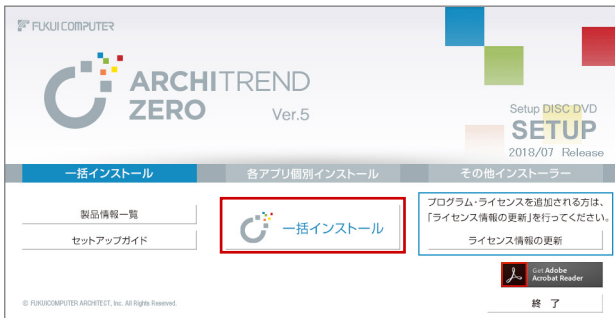 FUKUI COMPUTER
ARCHITREND
ZERO Ver.5
Setup DISC DVD
SETUP
2018/07 Release
一括インストール
各アプリ個別インストール
その他インストーラー
製品情報一覧
セットアップガイド
一括インストール
プログラム・ライセンスを追加される方は、
「ライセンス情報の更新」を行ってください。
ライセンス情報の更新
Get Adobe
Acrobat Reader
© FUKUICOMPUTER ARCHITECT, Inc. All Rights Reserved.
終 了